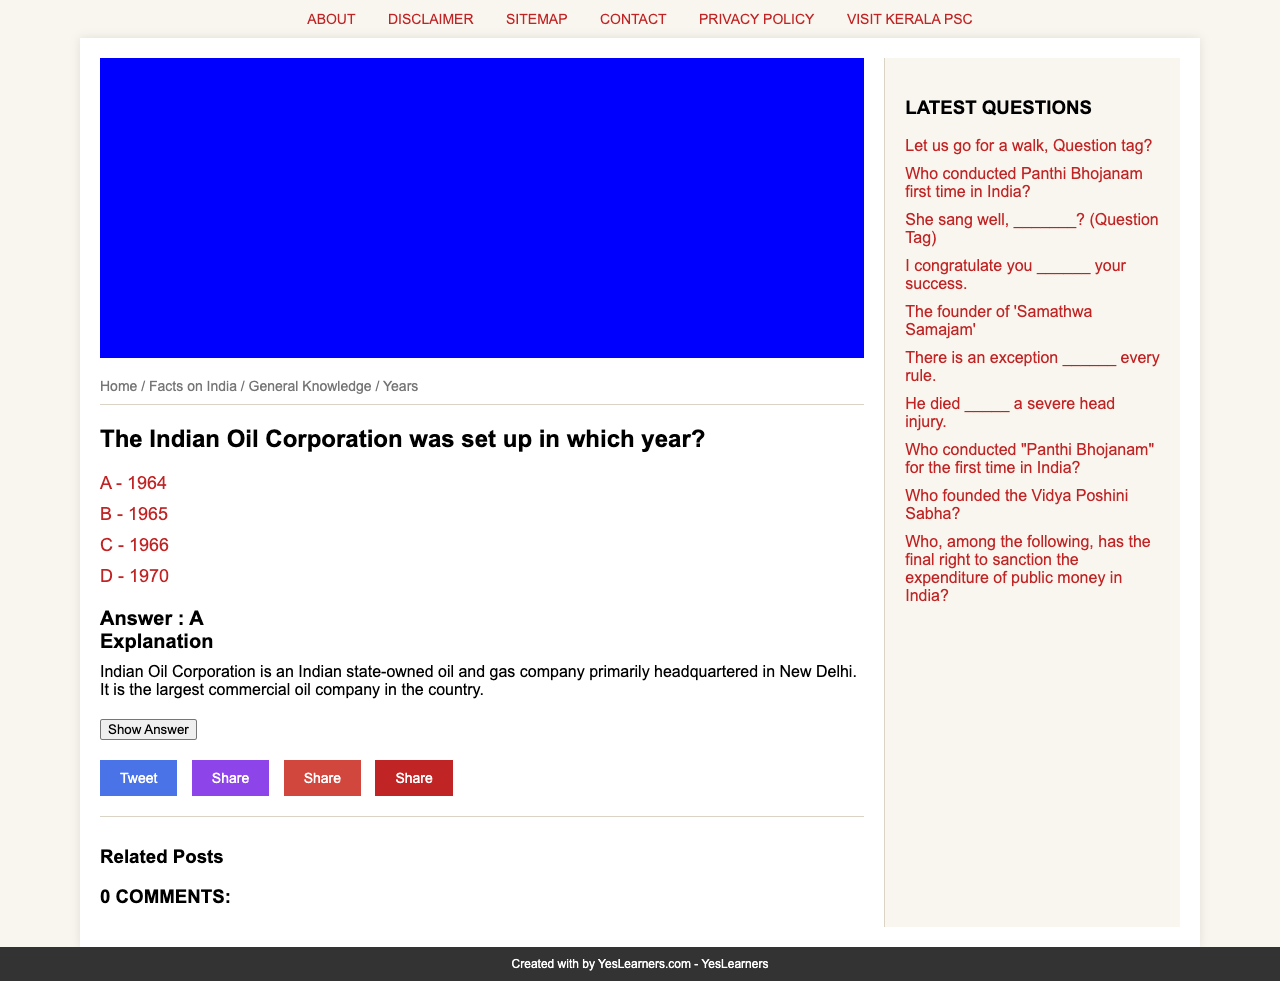 ABOUT DISCLAIMER SITEMAP CONTACT PRIVACY POLICY VISIT KERALA PSC
Home / Facts on India / General Knowledge / Years
The Indian Oil Corporation was set up in which year?
A - 1964
B - 1965
C - 1966
D - 1970
Answer : A
Explanation
Indian Oil Corporation is an Indian state-owned oil and gas company primarily headquartered in New Delhi.
It is the largest commercial oil company in the country.
Show Answer
Tweet Share Share Share
Related Posts
0 COMMENTS:
LATEST QUESTIONS
Let us go for a walk, Question tag?
Who conducted Panthi Bhojanam
first time in India?
She sang well, _______? (Question
Tag)
I congratulate you ______ your
success.
The founder of 'Samathwa
Samajam'
There is an exception ______ every
rule.
He died _____ a severe head
injury.
Who conducted "Panthi Bhojanam"
for the first time in India?
Who founded the Vidya Poshini
Sabha?
Who, among the following, has the
final right to sanction the
expenditure of public money in
India?
Created with by YesLearners.com - YesLearners